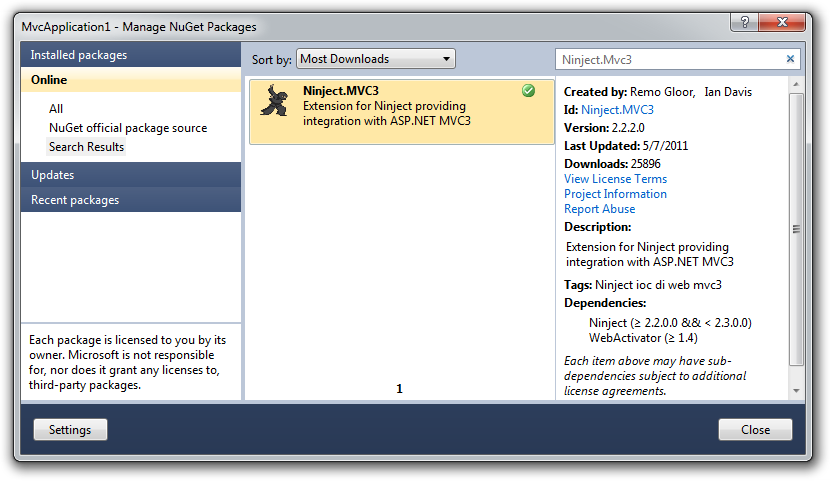 MvcApplication1 - Manage NuGet Packages
Installed packages
Online
All
NuGet official package source
Search Results
Updates
Recent packages
Each package is licensed to you by its
owner. Microsoft is not responsible
for, nor does it grant any licenses to,
third-party packages.
Settings
Sort by: Most Downloads
Ninject.MVC3
Extension for Ninject providing
integration with ASP.NET MVC3
1
Ninject.Mvc3
Created by: Remo Gloor, Ian Davis
Id: Ninject.MVC3
Version: 2.2.2.0
Last Updated: 5/7/2011
Downloads: 25896
View License Terms
Project Information
Report Abuse
Description:
Extension for Ninject providing
integration with ASP.NET MVC3
Tags: Ninject ioc di web mvc3
Dependencies:
Ninject (≥ 2.2.0.0 && < 2.3.0.0)
WebActivator (≥ 1.4)
Each item above may have sub-
dependencies subject to additional
license agreements.
Close